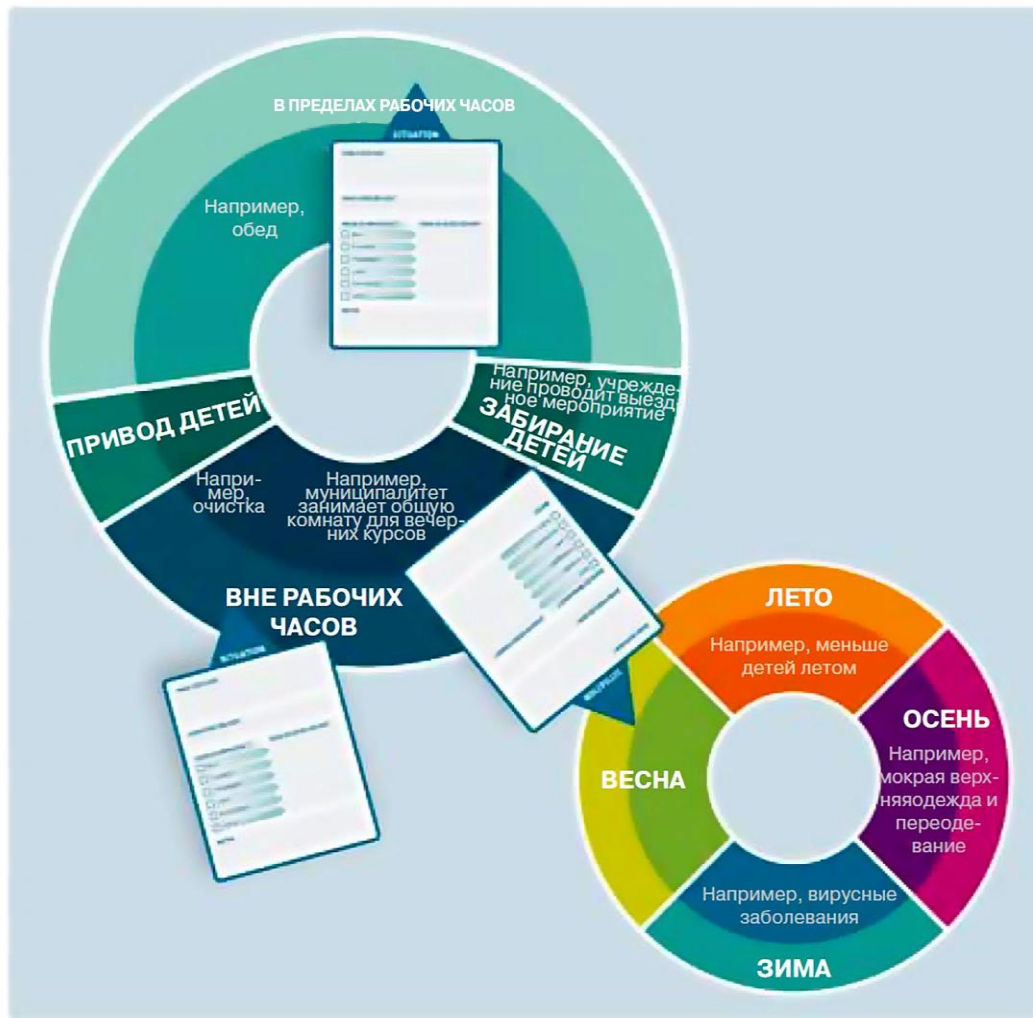 В ПРЕДЕЛАХ РАБОЧИХ ЧАСОВ
SITUATION
Например,
обед
Например, учрежде-
ние проводит выезд-
ное мероприятие
ПРИВОД ДЕТЕЙ
ЗАБИРАНИЕ
ДЕТЕЙ
Напри-
мер,
очистка
Например,
муниципалитет
занимает общую
комнату для вечер-
них курсов
ВНЕ РАБОЧИХ
ЧАСОВ
SITUATION
ЛЕТО
Например, меньше
детей летом
ОСЕНЬ
Например,
мокрая верх-
няяодежда и
переоде-
вание
ВЕСНА
Например, вирусные
заболевания
ЗИМА